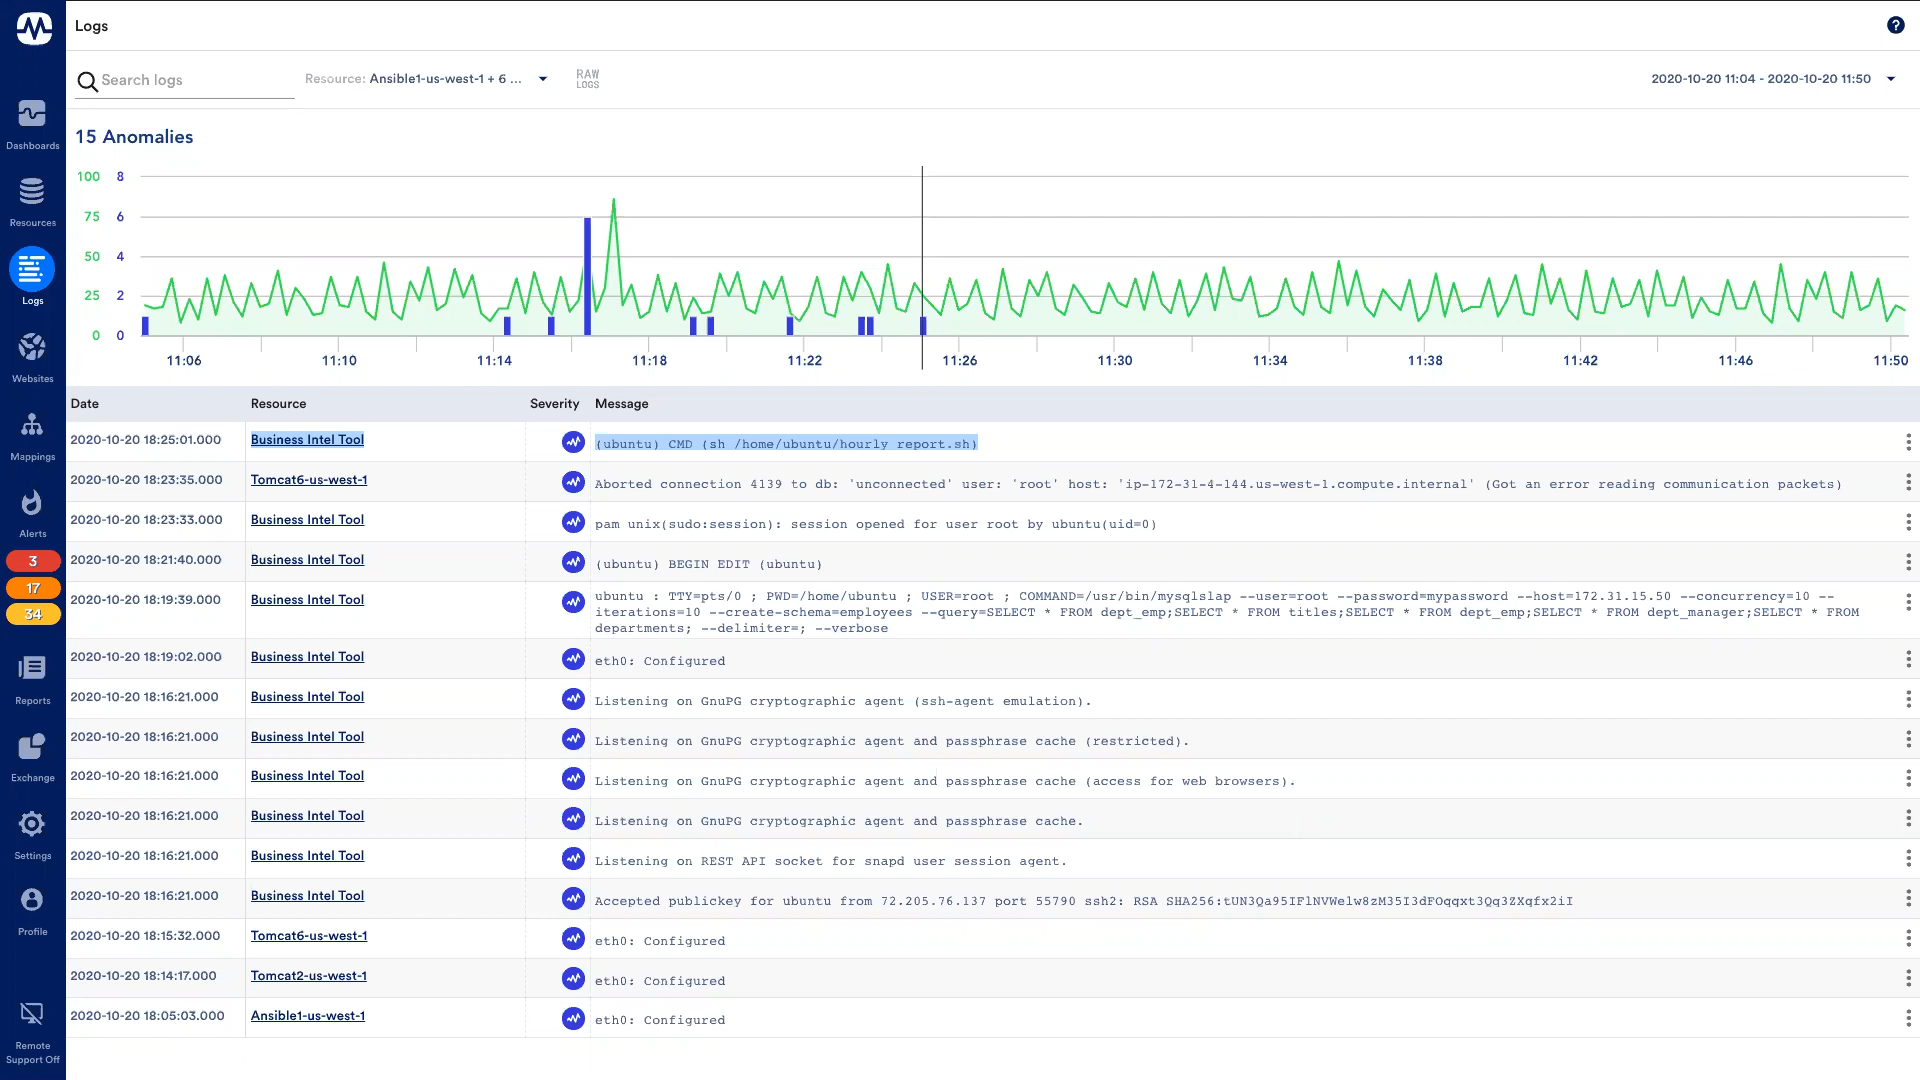 Logs
?
Search logs
Resource: Ansible1-us-west-1 + 6 ...
RAW LOGS
2020-10-20 11:04 - 2020-10-20 11:50
Dashboards
Resources
Logs
Websites
Mappings
Alerts
3
17
34
Reports
Exchange
Settings
Profile
Remote
Support Off
15 Anomalies
100 8
75 6
50 4
25 2
0 0
11:06 11:10 11:14 11:18 11:22 11:26 11:30 11:34 11:38 11:42 11:46 11:50
Date Resource Severity Message
2020-10-20 18:25:01.000 Business Intel Tool (ubuntu) CMD (sh /home/ubuntu/hourly_report.sh)
2020-10-20 18:23:35.000 Tomcat6-us-west-1 Aborted connection 4139 to db: 'unconnected' user: 'root' host: 'ip-172-31-4-144.us-west-1.compute.internal' (Got an error reading communication packets)
2020-10-20 18:23:33.000 Business Intel Tool pam unix(sudo:session): session opened for user root by ubuntu(uid=0)
2020-10-20 18:21:40.000 Business Intel Tool (ubuntu) BEGIN EDIT (ubuntu)
2020-10-20 18:19:39.000 Business Intel Tool ubuntu : TTY=pts/0 ; PWD=/home/ubuntu ; USER=root ; COMMAND=/usr/bin/mysqlslap --user=root --password=mypassword --host=172.31.15.50 --concurrency=10 --
iterations=10 --create-schema=employees --query=SELECT * FROM dept_emp;SELECT * FROM titles;SELECT * FROM dept_emp;SELECT * FROM dept_manager;SELECT * FROM
departments; --delimiter=; --verbose
2020-10-20 18:19:02.000 Business Intel Tool eth0: Configured
2020-10-20 18:16:21.000 Business Intel Tool Listening on GnuPG cryptographic agent (ssh-agent emulation).
2020-10-20 18:16:21.000 Business Intel Tool Listening on GnuPG cryptographic agent and passphrase cache (restricted).
2020-10-20 18:16:21.000 Business Intel Tool Listening on GnuPG cryptographic agent and passphrase cache (access for web browsers).
2020-10-20 18:16:21.000 Business Intel Tool Listening on GnuPG cryptographic agent and passphrase cache.
2020-10-20 18:16:21.000 Business Intel Tool Listening on REST API socket for snapd user session agent.
2020-10-20 18:16:21.000 Business Intel Tool Accepted publickey for ubuntu from 72.205.76.137 port 55790 ssh2: RSA SHA256:tUN3Qa95IFlNVWelw8zM35I3dFOqqxt3Qq3ZXqfx2iI
2020-10-20 18:15:32.000 Tomcat6-us-west-1 eth0: Configured
2020-10-20 18:14:17.000 Tomcat2-us-west-1 eth0: Configured
2020-10-20 18:05:03.000 Ansible1-us-west-1 eth0: Configured